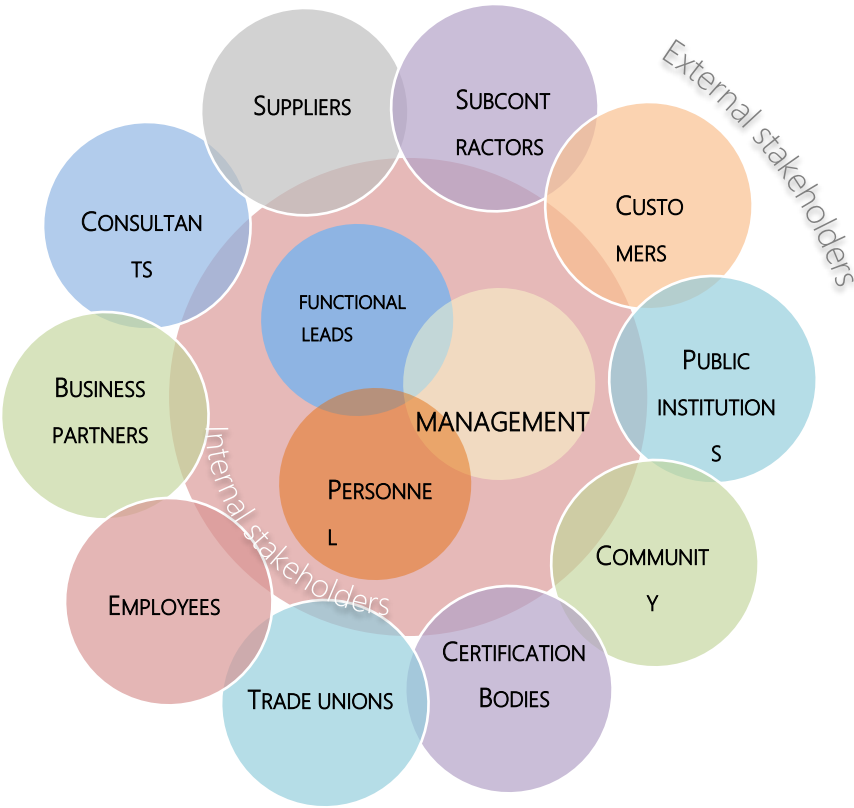 SUPPLIERS
SUBCONT
RACTORS
External stakeholders
CUSTO
MERS
CONSULTAN
TS
FUNCTIONAL
LEADS
PUBLIC
INSTITUTION
S
BUSINESS
PARTNERS
MANAGEMENT
Internal stakeholders
PERSONNE
L
COMMUNIT
Y
EMPLOYEES
CERTIFICATION
BODIES
TRADE UNIONS